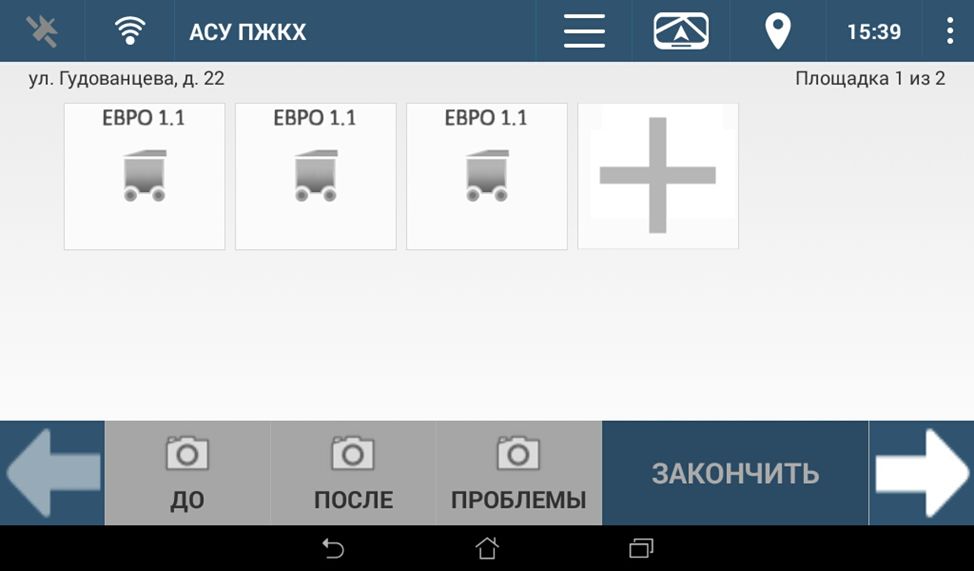 АСУ ПЖКХ
15:39
ул. Гудованцева, д. 22
Площадка 1 из 2
ЕВРО 1.1
ЕВРО 1.1
ЕВРО 1.1
ДО
ПОСЛЕ
ПРОБЛЕМЫ
ЗАКОНЧИТЬ